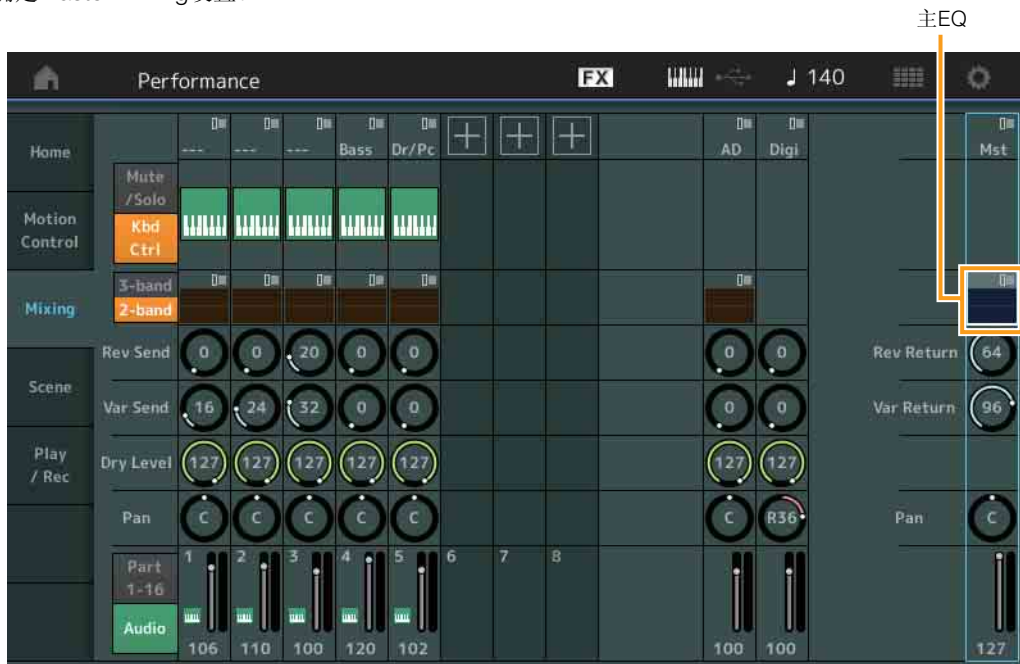 主EQ
Performance FX 140
Home --- --- --- Bass Dr/Pc AD Digi Mst
Mute
/Solo
Motion
Control
Kbd
Ctrl
Mixing
3-band
2-band
Rev Send 0 0 20 0 0 0 0 Rev Return 64
Scene
Var Send 16 24 32 0 0 0 0 Var Return 96
Play
/ Rec
Dry Level 127 127 127 127 127 127 127
Pan C C C C C C R36 Pan C
Part
1-16
1 2 3 4 5 6 7 8
Audio
106 110 100 120 102 100 100 127